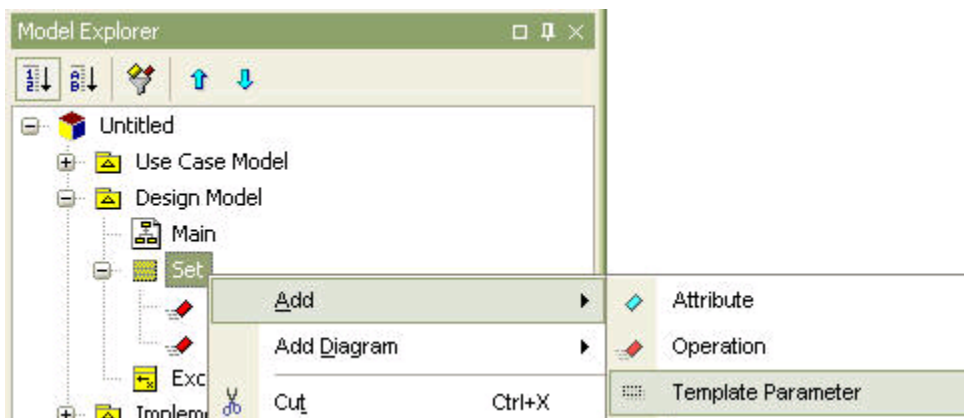 Model Explorer
Untitled
Use Case Model
Design Model
Main
Set
Add
Attribute
Add Diagram
Operation
Exc
Cut Ctrl+X
Template Parameter
Implem